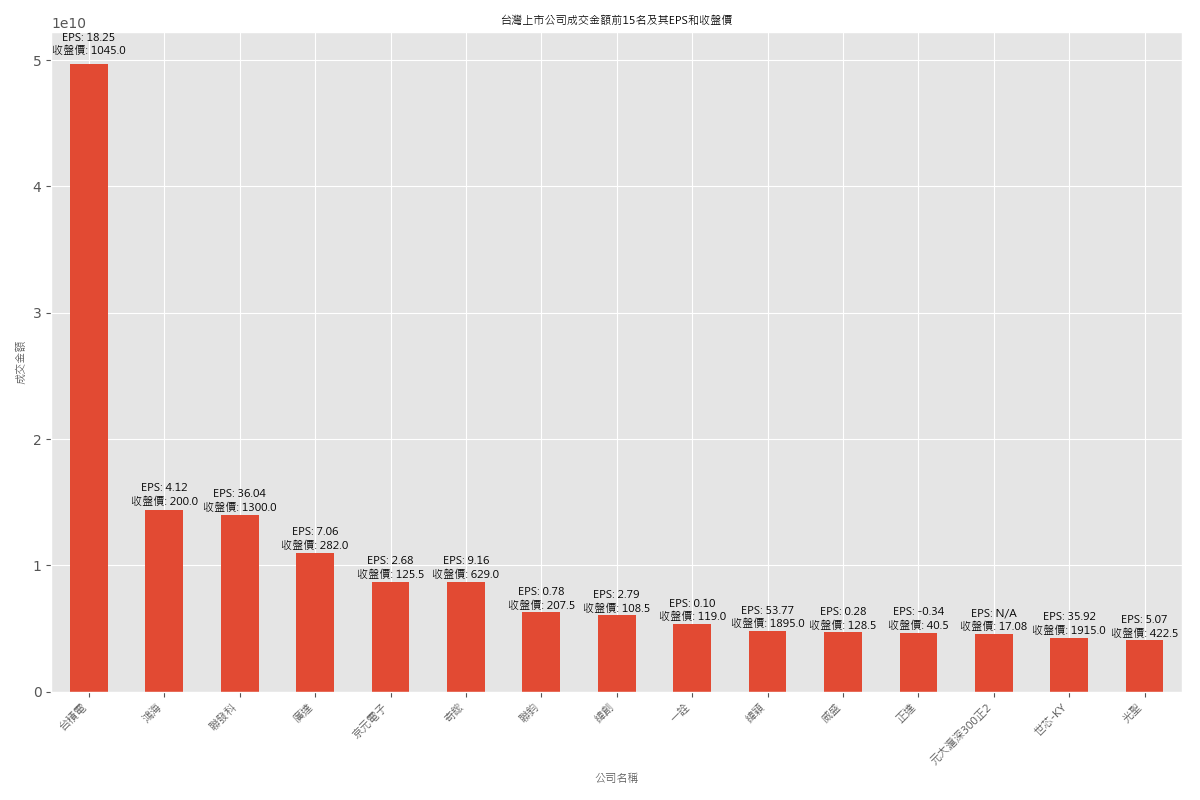 台灣上市公司成交金額前15名及其EPS和收盤價
1e10
EPS: 18.25
收盤價: 1045.0
5
4
3
2
1
0
成交金額
EPS: 4.12
收盤價: 200.0
EPS: 36.04
收盤價: 1300.0
EPS: 7.06
收盤價: 282.0
EPS: 2.68
收盤價: 125.5
EPS: 9.16
收盤價: 629.0
EPS: 0.78
收盤價: 207.5
EPS: 2.79
收盤價: 108.5
EPS: 0.10
收盤價: 119.0
EPS: 53.77
收盤價: 1895.0
EPS: 0.28
收盤價: 128.5
EPS: -0.34
收盤價: 40.5
EPS: N/A
收盤價: 17.08
EPS: 35.92
收盤價: 1915.0
EPS: 5.07
收盤價: 422.5
台積電
鴻海
聯發科
廣達
京元電子
奇鋐
聯鈞
緯創
一詮
緯穎
威盛
正達
元大滬深300正2
世芯-KY
光聖
公司名稱